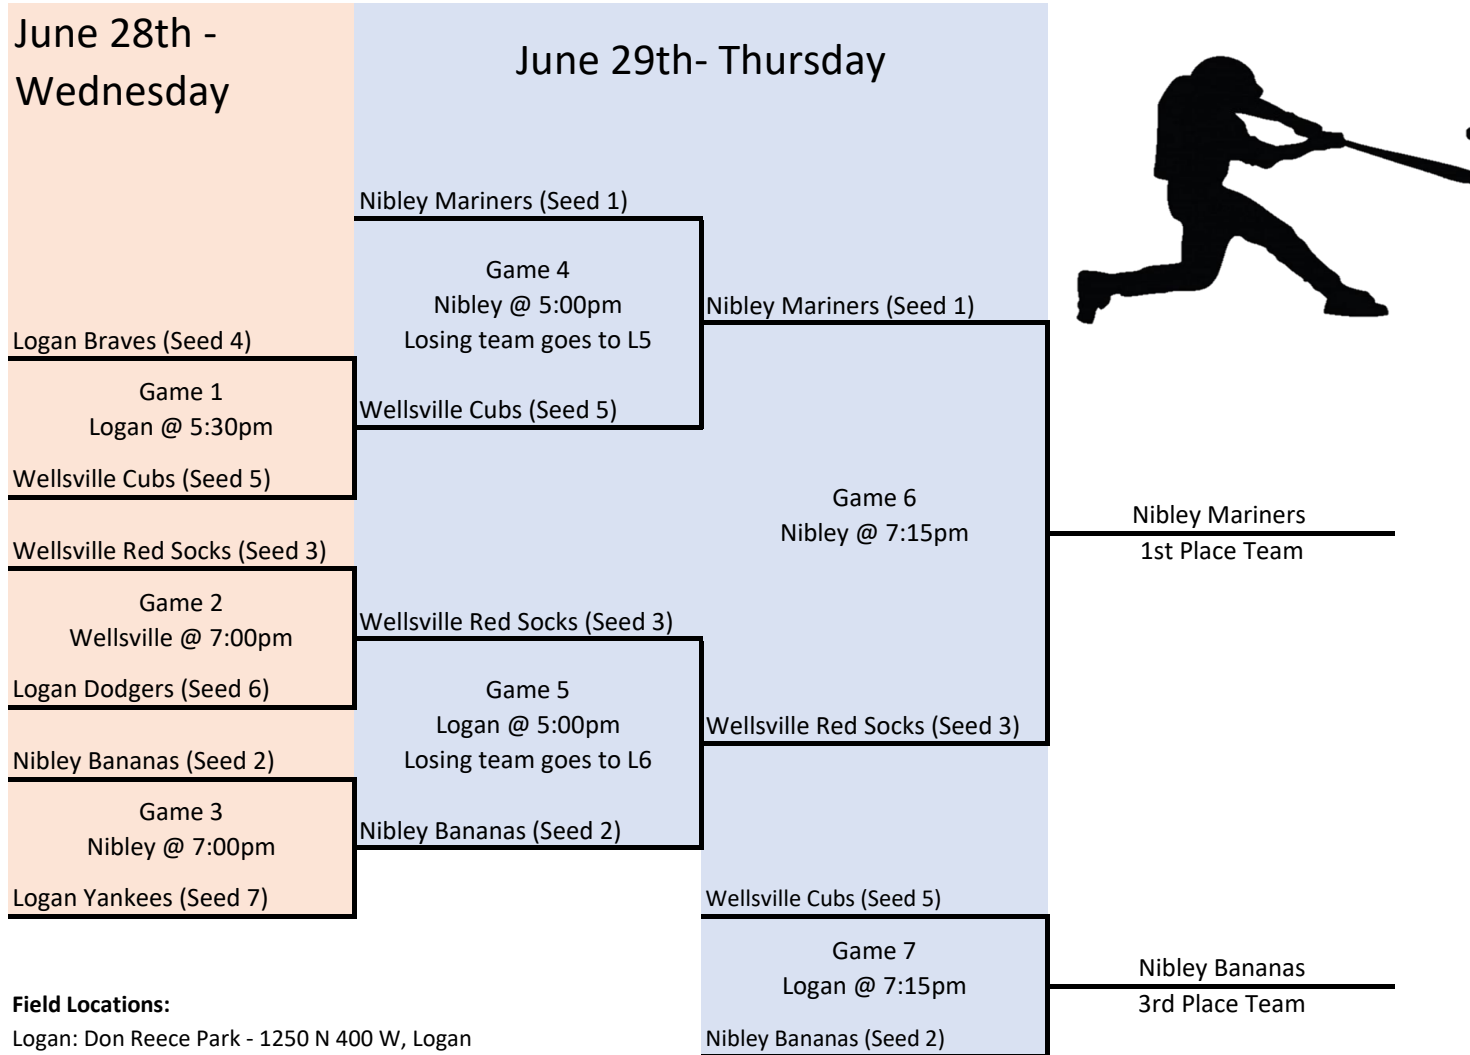 June 28th -
Wednesday
June 29th- Thursday
Nibley Mariners (Seed 1)
Game 4
Nibley @ 5:00pm
Losing team goes to L5
Nibley Mariners (Seed 1)
Logan Braves (Seed 4)
Game 1
Logan @ 5:30pm
Wellsville Cubs (Seed 5)
Wellsville Cubs (Seed 5)
Game 6
Nibley @ 7:15pm
Nibley Mariners
1st Place Team
Wellsville Red Socks (Seed 3)
Game 2
Wellsville @ 7:00pm
Logan Dodgers (Seed 6)
Wellsville Red Socks (Seed 3)
Game 5
Logan @ 5:00pm
Losing team goes to L6
Wellsville Red Socks (Seed 3)
Nibley Bananas (Seed 2)
Game 3
Nibley @ 7:00pm
Logan Yankees (Seed 7)
Nibley Bananas (Seed 2)
Wellsville Cubs (Seed 5)
Game 7
Logan @ 7:15pm
Nibley Bananas (Seed 2)
Nibley Bananas
3rd Place Team
Field Locations:
Logan: Don Reece Park - 1250 N 400 W, Logan